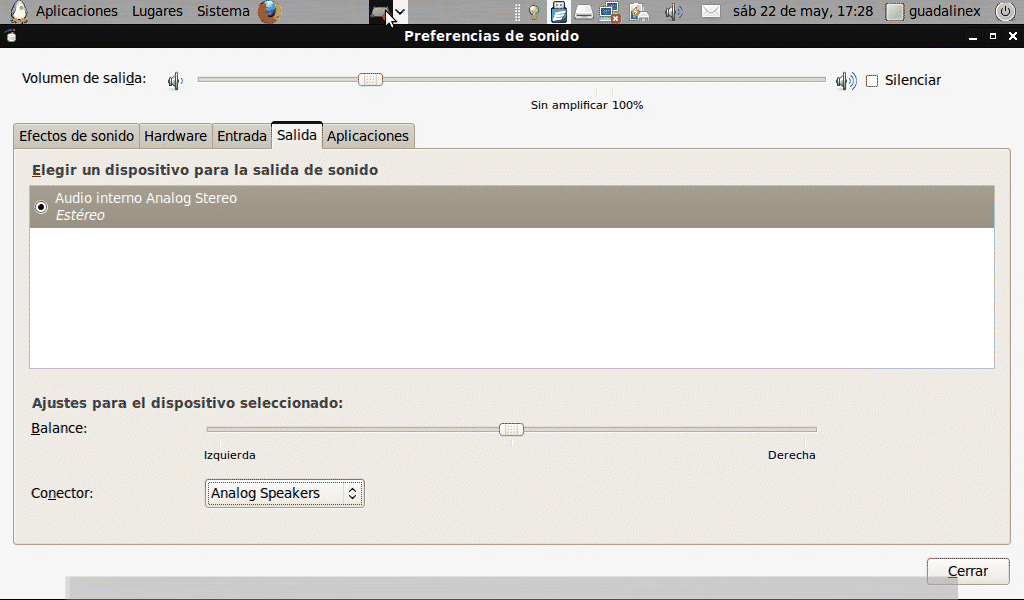 Aplicaciones Lugares Sistema sáb 22 de may, 17:28 guadalinex
Preferencias de sonido
Volumen de salida: Silenciar
Sin amplificar 100%
Efectos de sonido Hardware Entrada Salida Aplicaciones
Elegir un dispositivo para la salida de sonido
Audio interno Analog Stereo
Estéreo
Ajustes para el dispositivo seleccionado:
Balance:
Izquierda Derecha
Conector: Analog Speakers
Cerrar